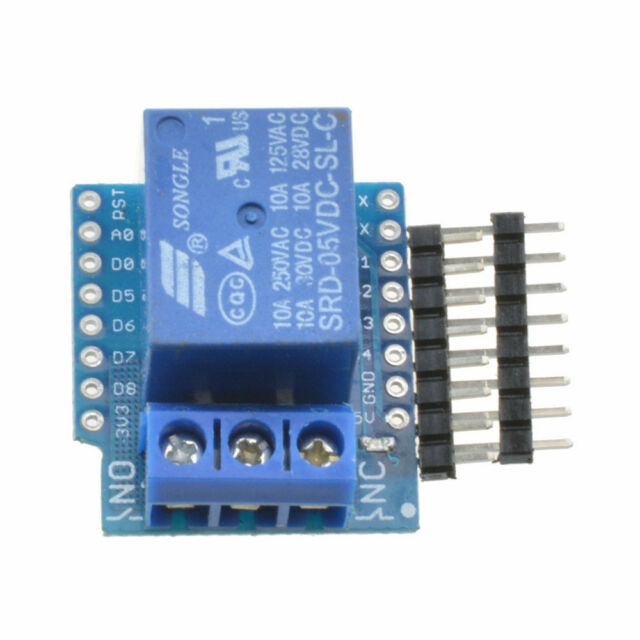 SONGLE
®
CQC
c UR US
1
10A 250VAC 10A 125VAC
10A 30VDC 10A 28VDC
SRD-05VDC-SL-C
RST
A0
D0
D5
D6
D7
D8
3V3
X
X
1
2
3
4
GND
NO
NC